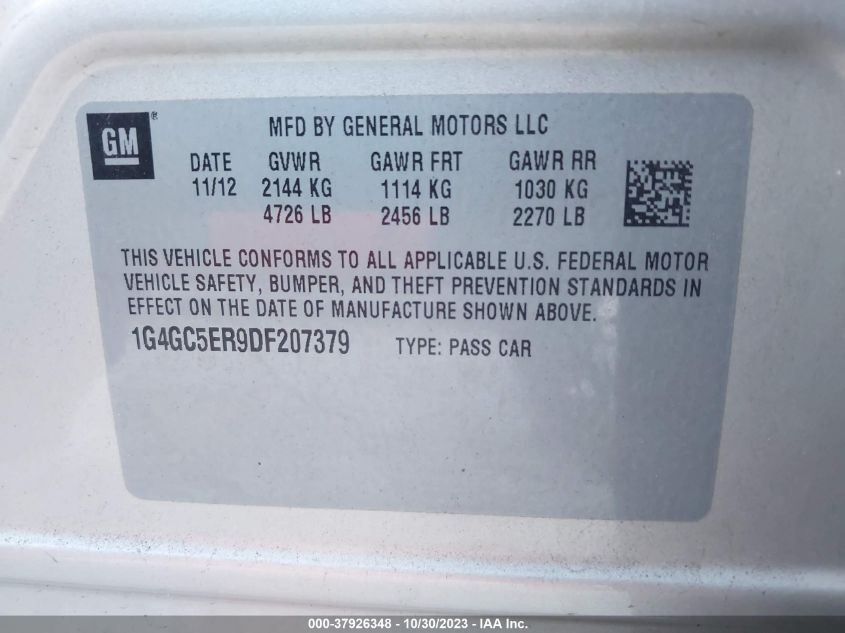 GM®
MFD BY GENERAL MOTORS LLC
DATE GVWR GAWR FRT GAWR RR
11/12 2144 KG 1114 KG 1030 KG
4726 LB 2456 LB 2270 LB
THIS VEHICLE CONFORMS TO ALL APPLICABLE U.S. FEDERAL MOTOR
VEHICLE SAFETY, BUMPER, AND THEFT PREVENTION STANDARDS IN
EFFECT ON THE DATE OF MANUFACTURE SHOWN ABOVE.
1G4GC5ER9DF207379 TYPE: PASS CAR
000-37926348 - 10/30/2023 - IAA Inc.